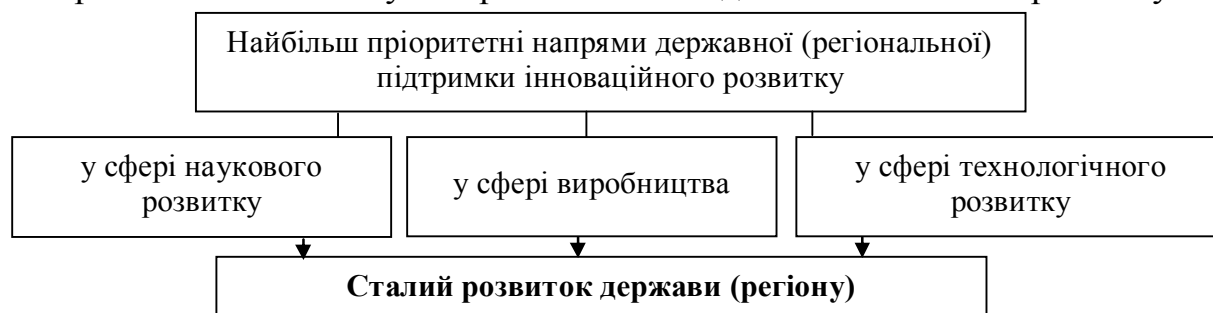 Найбільш пріоритетні напрями державної (регіональної)
підтримки інноваційного розвитку
у сфері наукового
розвитку
у сфері виробництва
у сфері технологічного
розвитку
Сталий розвиток держави (регіону)